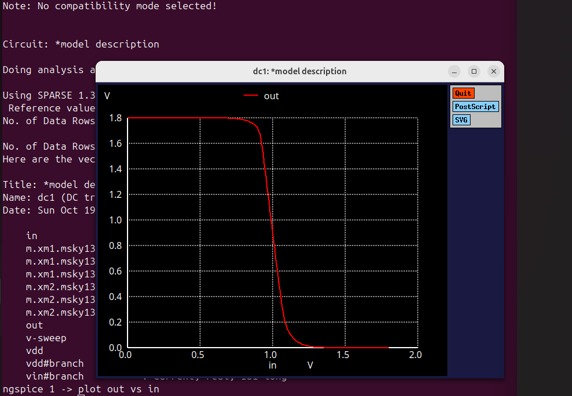 Note: No compatibility mode selected!
Circuit: *model description
Doing analysis a
dc1: *model description
Using SPARSE 1.3
Reference value
No. of Data Rows
No. of Data Rows
Here are the vec
Title: *model de
Name: dc1 (DC tr
Date: Sun Oct 19
in
m.xm1.msky13
m.xm1.msky13
m.xm1.msky13
m.xm2.msky13
m.xm2.msky13
m.xm2.msky13
out
v-sweep
vdd
vdd#branch
vin#branch
ngspice 1 -> plot out vs in
V
out
Quit
PostScript
SVG
1.8
1.6
1.4
1.2
1.0
0.8
0.6
0.4
0.2
0.0
0.0 0.5 1.0 1.5 2.0
in V